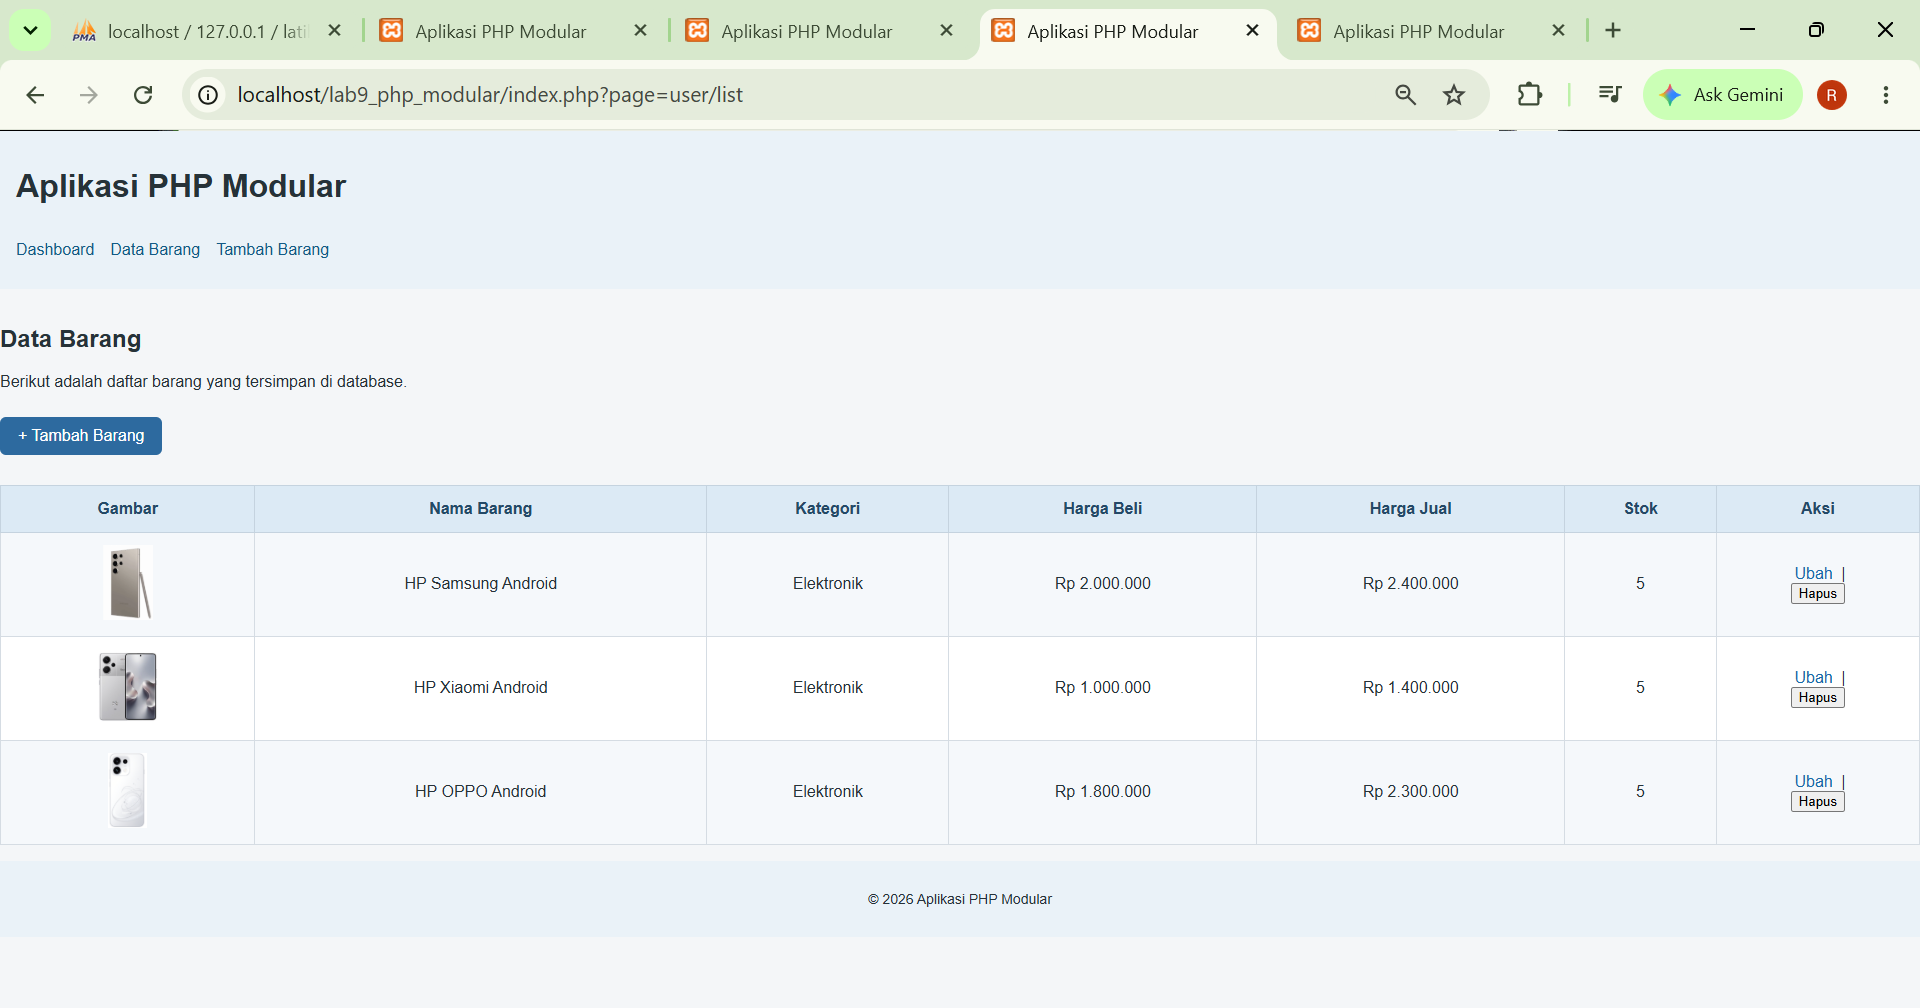 PMA localhost / 127.0.0.1 / lati
Aplikasi PHP Modular
Aplikasi PHP Modular
Aplikasi PHP Modular
Aplikasi PHP Modular
localhost/lab9_php_modular/index.php?page=user/list
Ask Gemini
R
Aplikasi PHP Modular
Dashboard Data Barang Tambah Barang
Data Barang
Berikut adalah daftar barang yang tersimpan di database.
+ Tambah Barang
Gambar Nama Barang Kategori Harga Beli Harga Jual Stok Aksi
HP Samsung Android Elektronik Rp 2.000.000 Rp 2.400.000 5 Ubah |
Hapus
HP Xiaomi Android Elektronik Rp 1.000.000 Rp 1.400.000 5 Ubah |
Hapus
HP OPPO Android Elektronik Rp 1.800.000 Rp 2.300.000 5 Ubah |
Hapus
© 2026 Aplikasi PHP Modular